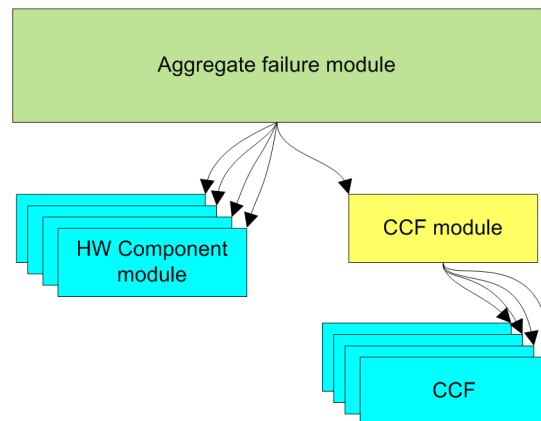 Aggregate failure module
HW Component
module
CCF module
CCF